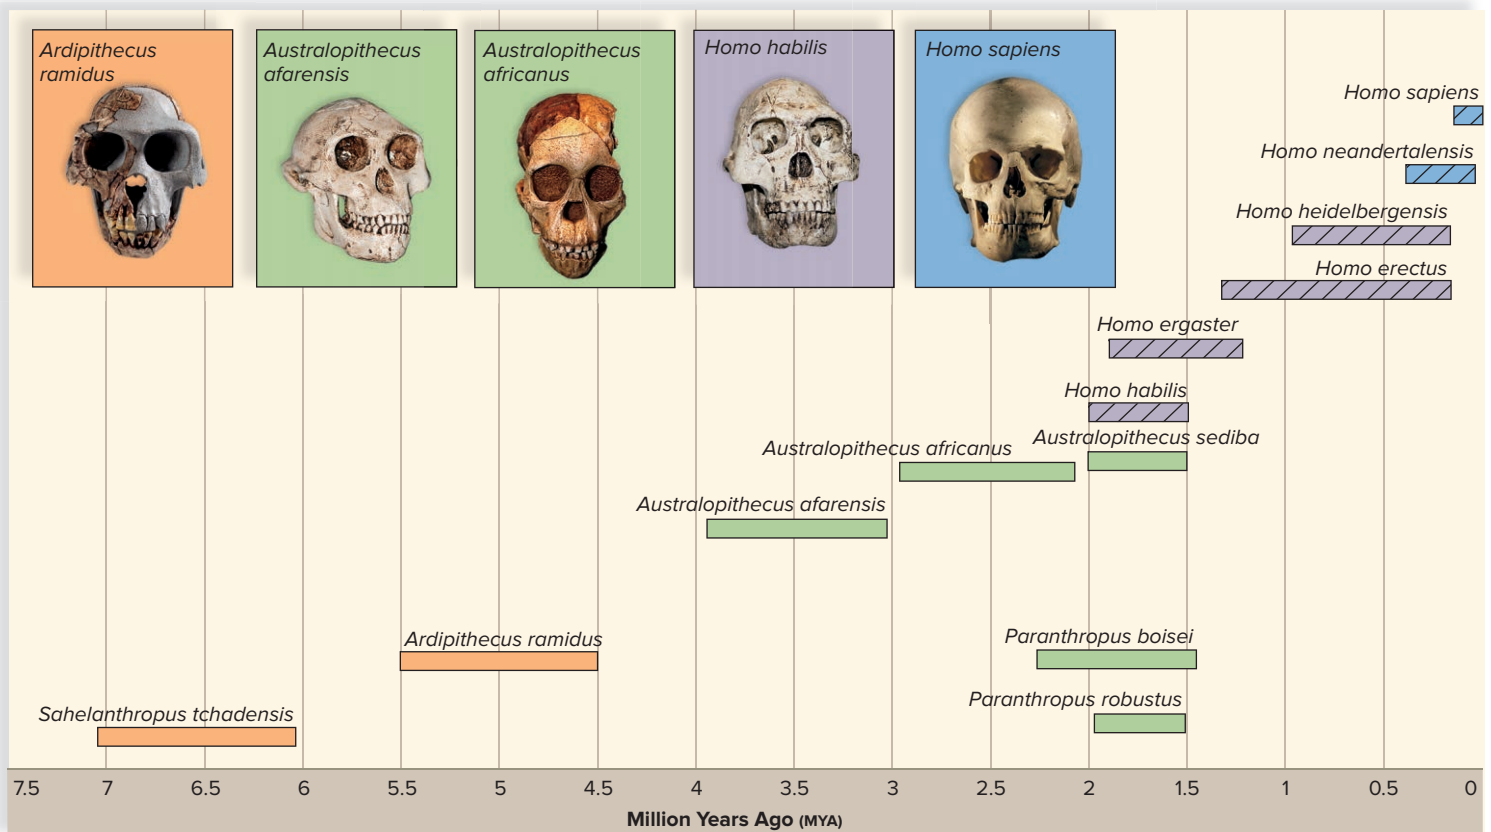 Ardipithecus
ramidus
Australopithecus
afarensis
Australopithecus
africanus
Homo habilis
Homo sapiens
Homo sapiens
Homo neandertalensis
Homo heidelbergensis
Homo erectus
Homo ergaster
Homo habilis
Australopithecus sediba
Australopithecus africanus
Australopithecus afarensis
Ardipithecus ramidus
Paranthropus boisei
Paranthropus robustus
Sahelanthropus tchadensis
7.5 7 6.5 6 5.5 5 4.5 4 3.5 3 2.5 2 1.5 1 0.5 0
Million Years Ago (MYA)